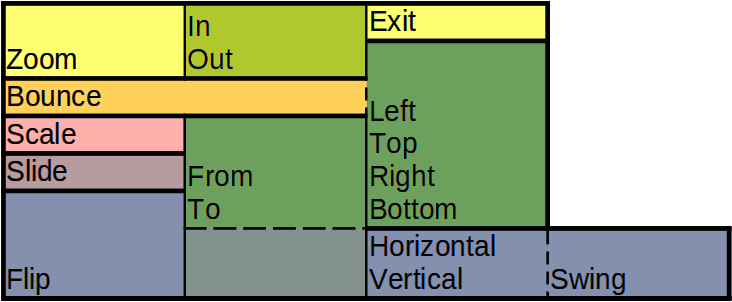 Zoom
In
Out
Exit
Bounce
Left
Top
Right
Bottom
Scale
Slide
From
To
Flip
Horizontal
Vertical
Swing